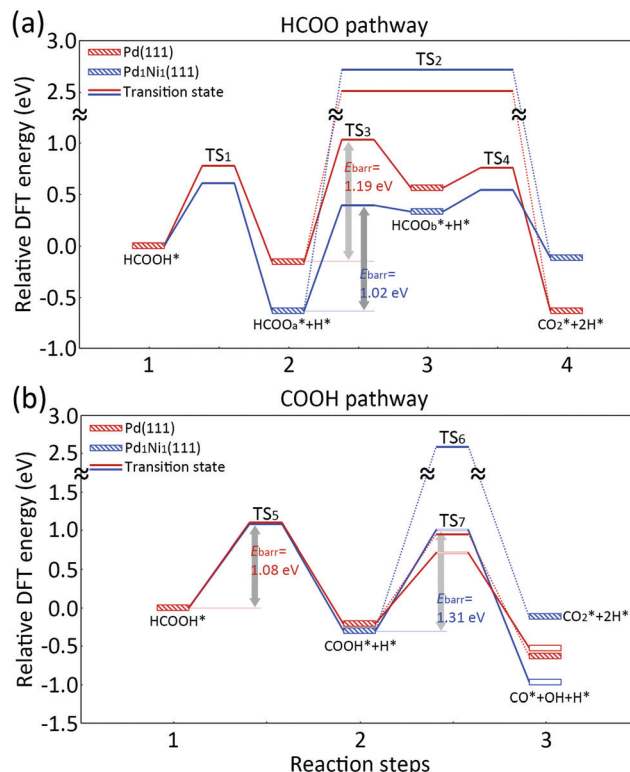 (a) HCOO pathway
Relative DFT energy (eV)
3.0
2.5
1.0
0.5
0.0
-0.5
-1.0
Pd(111)
Pd₁Ni₁(111)
Transition state
≈ ≈ ≈
TS₂
TS₁
TS₃
TS₄
Ebarr=
1.19 eV
Ebarr=
1.02 eV
HCOOH*
HCOOa*+H*
HCOOb*+H*
CO₂*+2H*
1 2 3 4
(b) COOH pathway
Relative DFT energy (eV)
3.0
2.5
1.5
1.0
0.5
0.0
-0.5
-1.0
-1.5
Pd(111)
Pd₁Ni₁(111)
Transition state
≈ ≈ ≈
TS₆
TS₅
TS₇
Ebarr=
1.08 eV
Ebarr=
1.31 eV
HCOOH*
COOH*+H*
CO₂*+2H*
CO*+OH+H*
1 2 3
Reaction steps